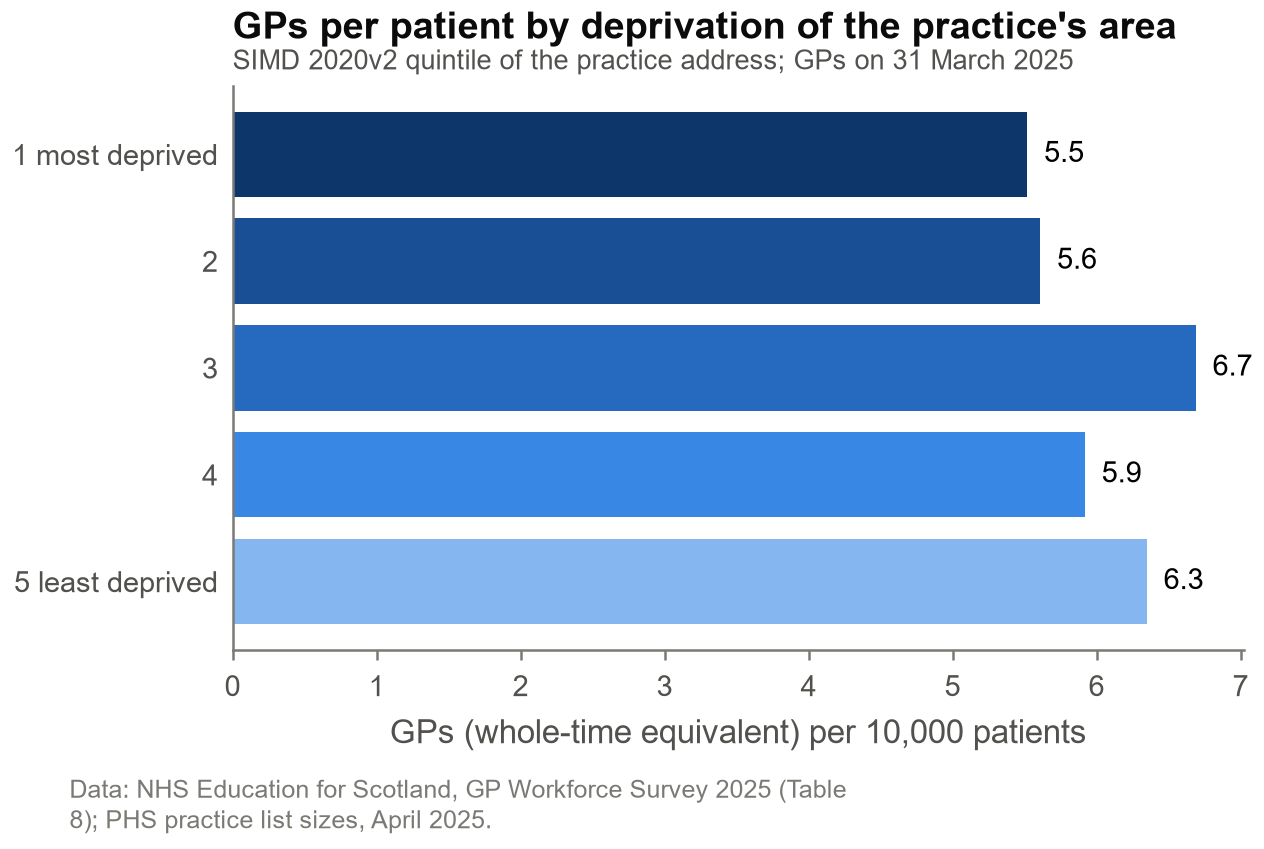 GPs per patient by deprivation of the practice's area
SIMD 2020v2 quintile of the practice address; GPs on 31 March 2025
1 most deprived
5.5
2
5.6
3
6.7
4
5.9
5 least deprived
6.3
0 1 2 3 4 5 6 7
GPs (whole-time equivalent) per 10,000 patients
Data: NHS Education for Scotland, GP Workforce Survey 2025 (Table
8); PHS practice list sizes, April 2025.